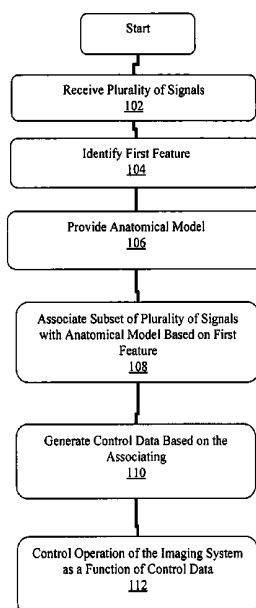 Start
Receive Plurality of Signals
102
Identify First Feature
104
Provide Anatomical Model
106
Associate Subset of Plurality of Signals
with Anatomical Model Based on First
Feature
108
Generate Control Data Based on the
Associating
110
Control Operation of the Imaging System
as a Function of Control Data
112